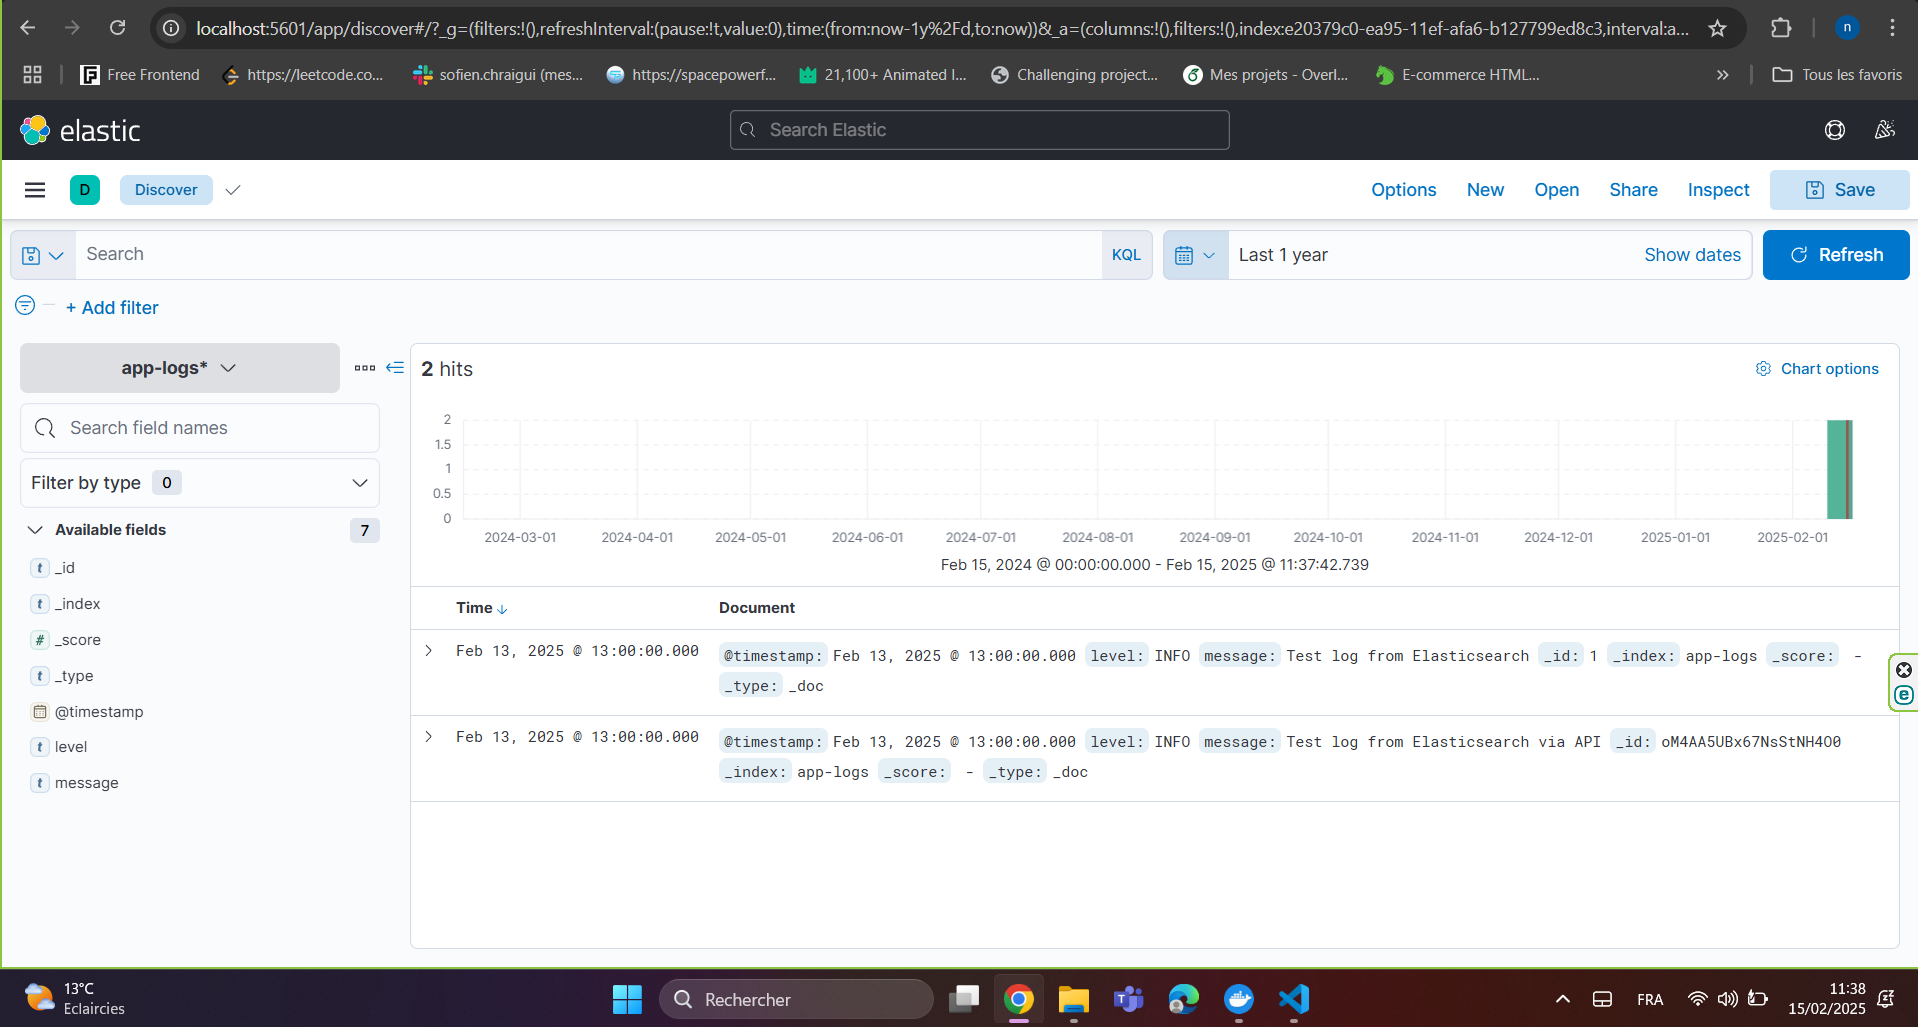 localhost:5601/app/discover#/?_g=(filters:!(),refreshInterval:(pause:!t,value:0),time:(from:now-1y%2Fd,to:now))&_a=(columns:!(),filters:!(),index:e20379c0-ea95-11ef-afa6-b127799ed8c3,interval:a...
n
Free Frontend https://leetcode.co... sofien.chraigui (mes... https://spacepowerf... 21,100+ Animated I... Challenging project... Mes projets - Overl... E-commerce HTML... » Tous les favoris
elastic Search Elastic
D Discover Options New Open Share Inspect Save
Search KQL Last 1 year Show dates Refresh
+ Add filter
app-logs* 2 hits Chart options
Search field names
Filter by type 0
Available fields 7
_id
_index
_score
_type
@timestamp
level
message
2
1.5
1
0.5
0
2024-03-01 2024-04-01 2024-05-01 2024-06-01 2024-07-01 2024-08-01 2024-09-01 2024-10-01 2024-11-01 2024-12-01 2025-01-01 2025-02-01
Feb 15, 2024 @ 00:00:00.000 - Feb 15, 2025 @ 11:37:42.739
Time Document
Feb 13, 2025 @ 13:00:00.000 @timestamp: Feb 13, 2025 @ 13:00:00.000 level: INFO message: Test log from Elasticsearch _id: 1 _index: app-logs _score: -
_type: _doc
Feb 13, 2025 @ 13:00:00.000 @timestamp: Feb 13, 2025 @ 13:00:00.000 level: INFO message: Test log from Elasticsearch via API _id: oM4AA5UBx67NsStNH4O0
_index: app-logs _score: - _type: _doc
13°C
Eclaircies
Rechercher
FRA
11:38
15/02/2025